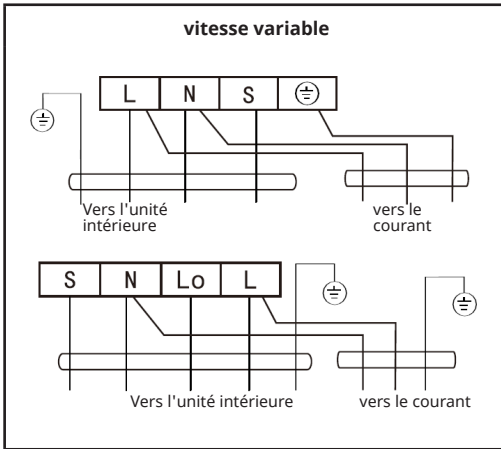 vitesse variable
L N S
Vers l'unité
intérieure
vers le
courant
S N Lo L
Vers l'unité intérieure
vers le courant